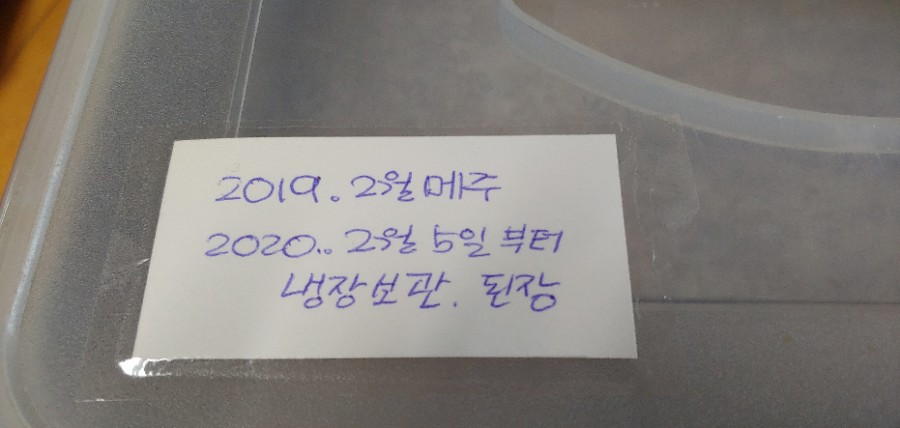 2019. 2월 메주
2020.. 2월 5일 부터
냉장보관. 된장